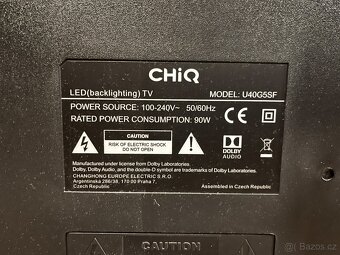 CHiQ
LED(backlighting) TV MODEL: U40G5SF
POWER SOURCE: 100-240V~ 50/60Hz
RATED POWER CONSUMPTION: 90W
CAUTION
RISK OF ELECTRIC SHOCK
DO NOT OPEN
DOLBY
AUDIO
Manufactured under license from Dolby Laboratories.
Dolby, Dolby Audio, and the double-D symbol are trademarks of Dolby Laboratories.
CHANGHONG EUROPE ELECTRIC S.R.O
Argentinska 286/38, 170 00 Praha 7,
Czech Republic
Assembled in Czech Republic
CAUTION